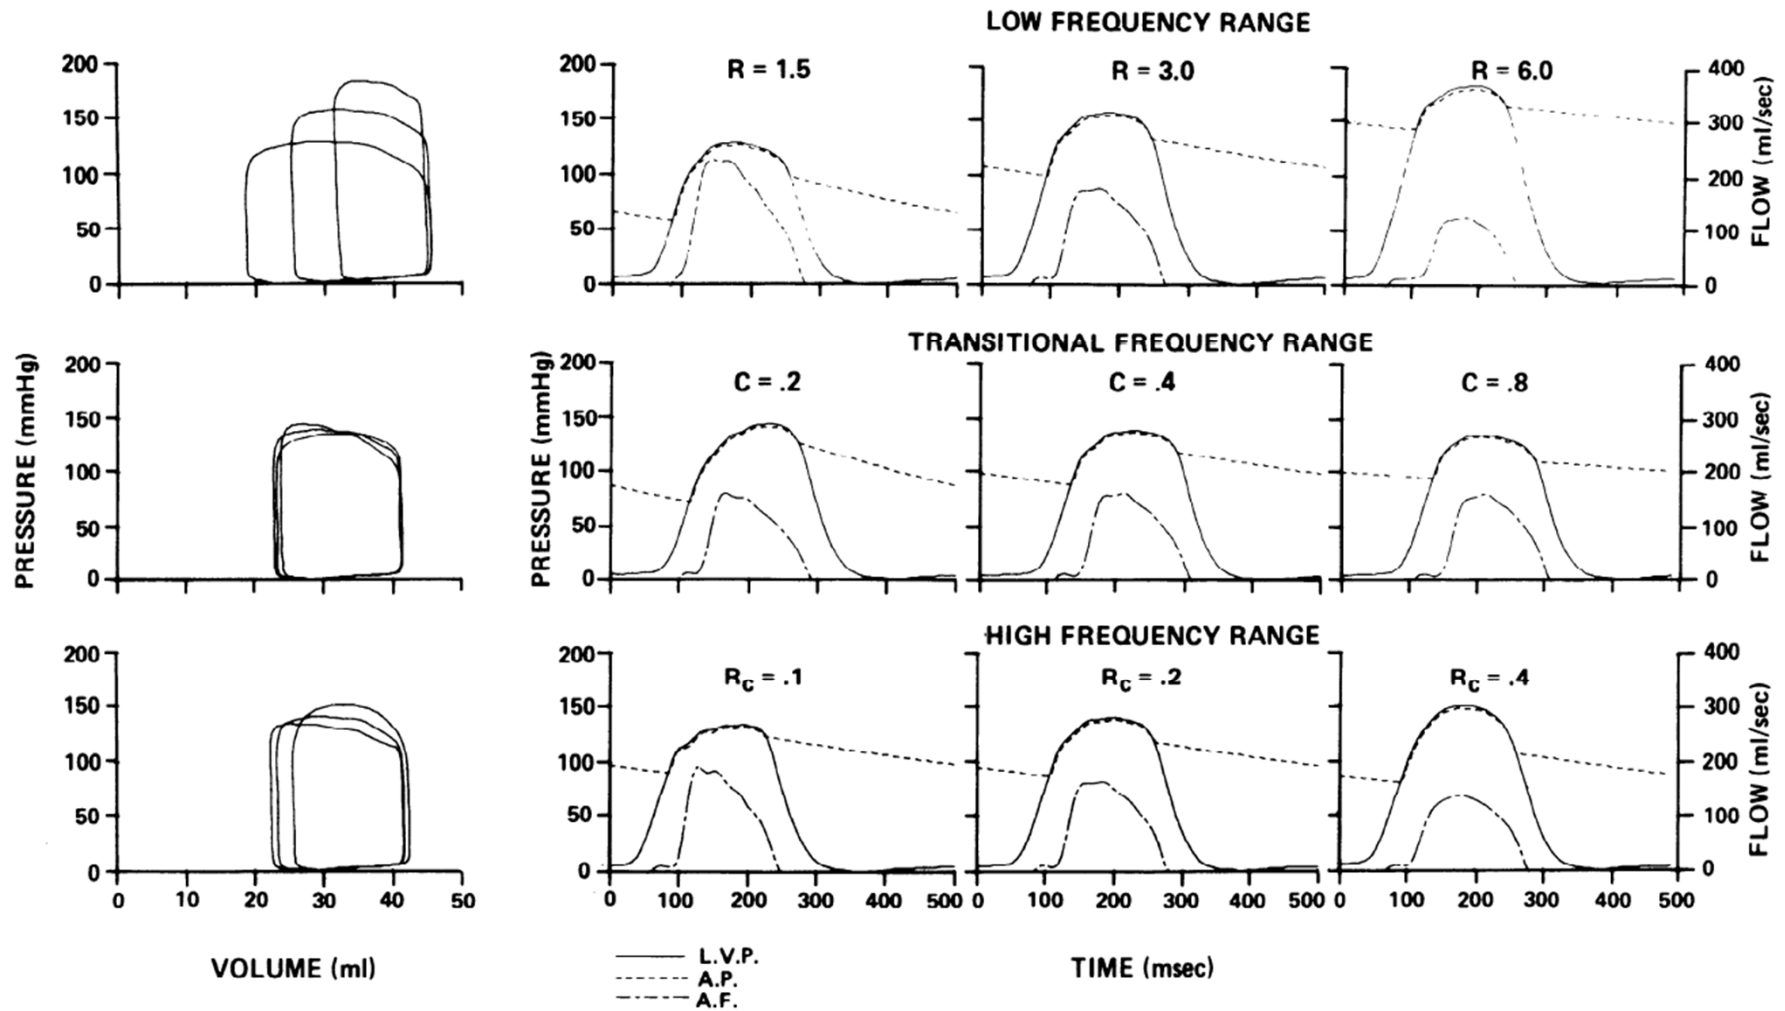 LOW FREQUENCY RANGE
R = 1.5
R = 3.0
R = 6.0
200
150
100
50
0
200
150
100
50
0
400
300
200
100
0
FLOW (ml/sec)
TRANSITIONAL FREQUENCY RANGE
C = .2
C = .4
C = .8
PRESSURE (mmHg)
200
150
100
50
0
PRESSURE (mmHg)
200
150
100
50
0
400
300
200
100
0
FLOW (ml/sec)
HIGH FREQUENCY RANGE
Rc = .1
Rc = .2
Rc = .4
200
150
100
50
0
200
150
100
50
0
400
300
200
100
0
FLOW (ml/sec)
0 10 20 30 40 50
0 100 200 300 400 500
0 100 200 300 400 500
0 100 200 300 400 500
VOLUME (ml)
TIME (msec)
L.V.P.
A.P.
A.F.